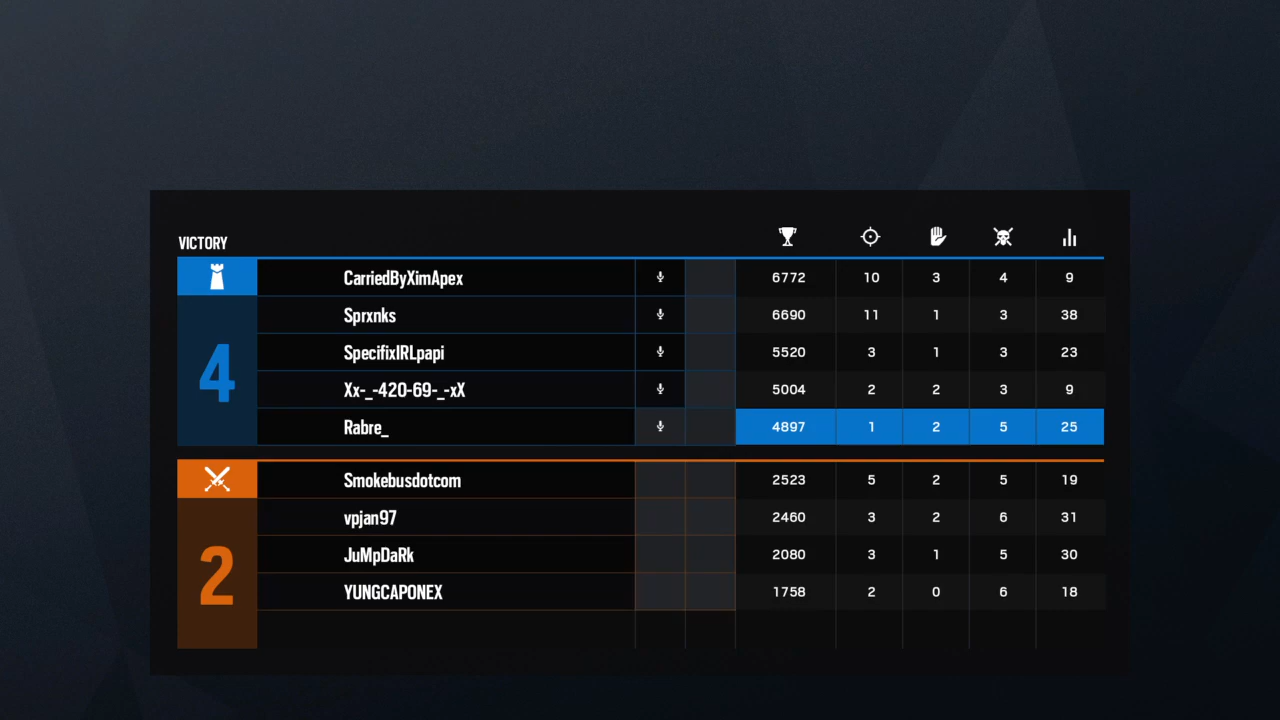 VICTORY
CarriedByXimApex 6772 10 3 4 9
4
Sprxnks 6690 11 1 3 38
SpecifixIRLpapi 5520 3 1 3 23
Xx-_-420-69-_-xX 5004 2 2 3 9
Rabre_ 4897 1 2 5 25
Smokebusdotcom 2523 5 2 5 19
2
vpjan97 2460 3 2 6 31
JuMpDaRk 2080 3 1 5 30
YUNGCAPONEX 1758 2 0 6 18